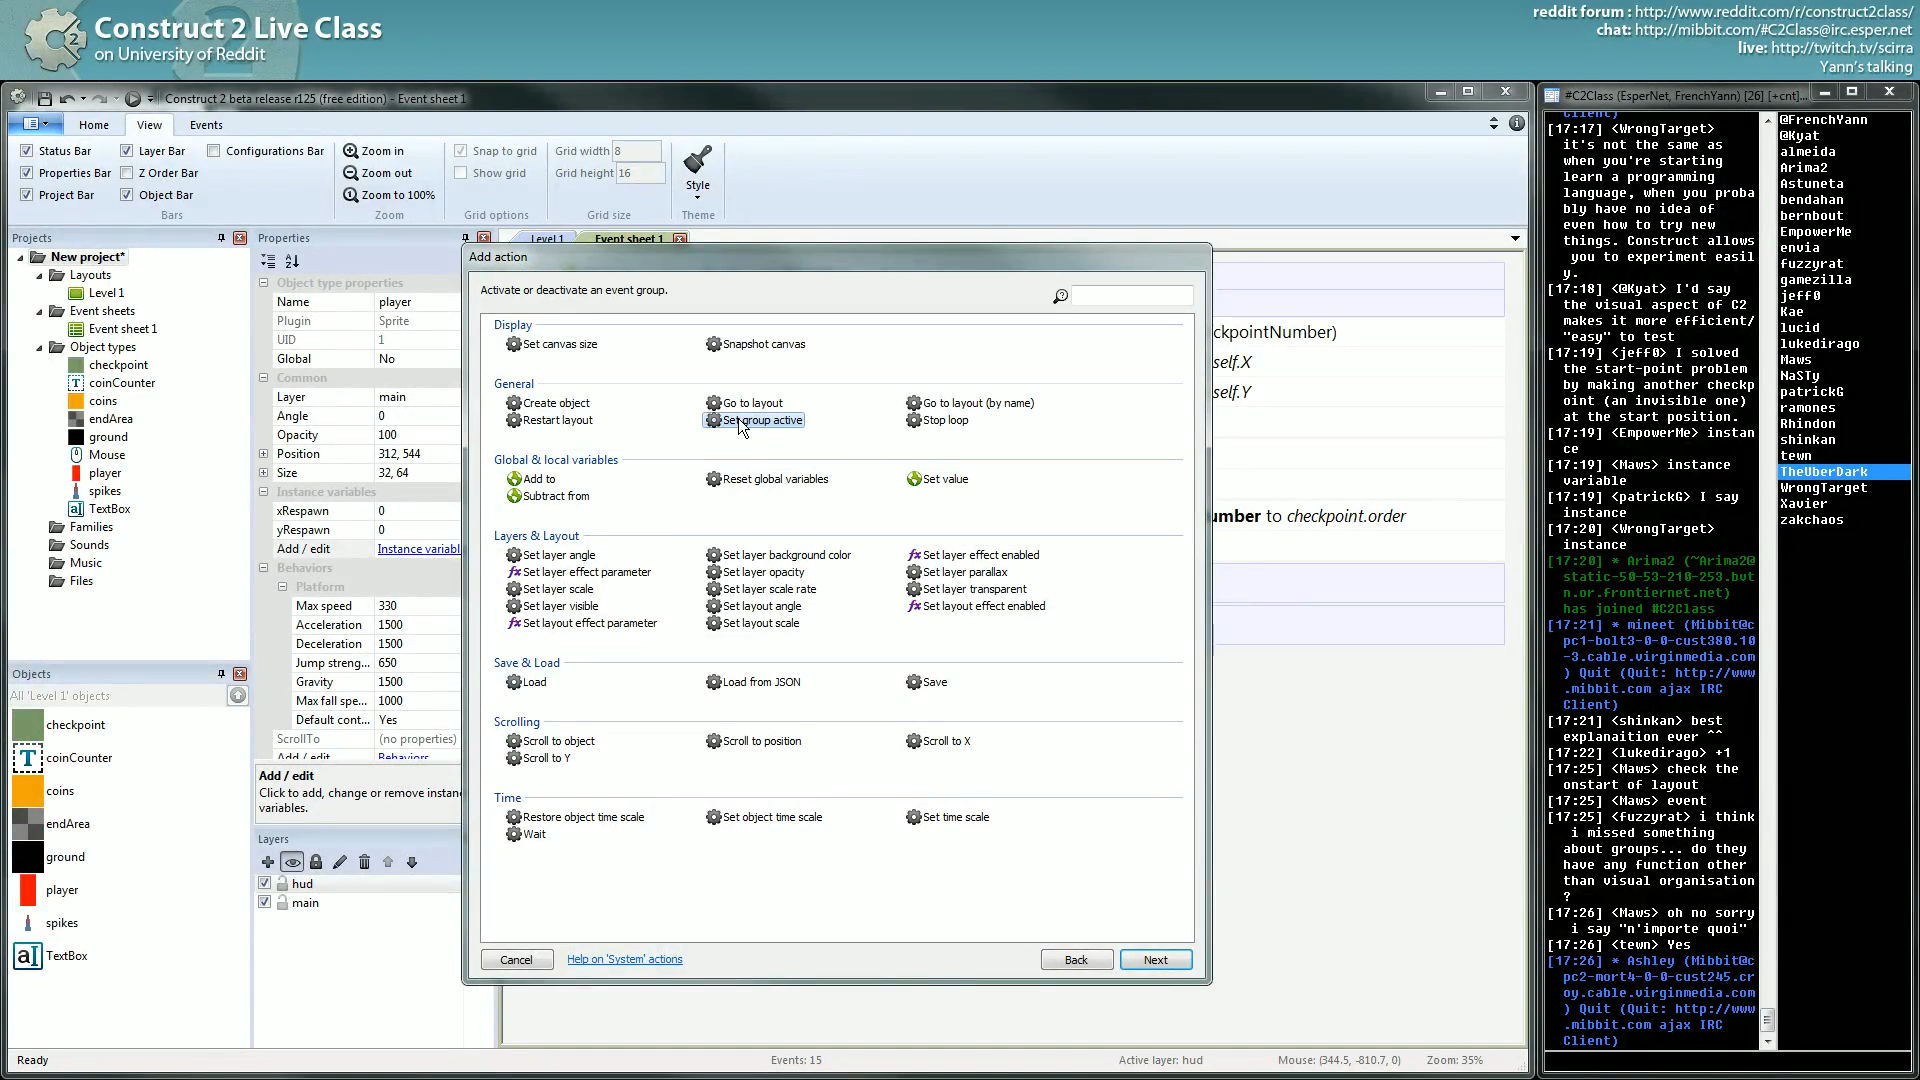 Construct 2 Live Class
on University of Reddit
reddit forum : http://www.reddit.com/r/construct2class/
chat: http://mibbit.com/#C2Class@irc.esper.net
live: http://twitch.tv/scirra
Yann's talking
Construct 2 beta release r125 (free edition) - Event sheet 1
Home View Events
Status Bar Layer Bar Configurations Bar
Properties Bar Z Order Bar
Project Bar Object Bar
Bars
Zoom in
Zoom out
Zoom to 100%
Zoom
Snap to grid
Show grid
Grid options
Grid width 8
Grid height 16
Grid size
Style
Theme
Projects
New project*
Layouts
Level 1
Event sheets
Event sheet 1
Object types
checkpoint
coinCounter
coins
endArea
ground
Mouse
player
spikes
TextBox
Families
Sounds
Music
Files
Objects
All 'Level 1' objects
checkpoint
coinCounter
coins
endArea
ground
player
spikes
TextBox
Properties
Object type properties
Name player
Plugin Sprite
UID 1
Global No
Common
Layer main
Angle 0
Opacity 100
Position 312, 544
Size 32, 64
Instance variables
xRespawn 0
yRespawn 0
Add / edit Instance variabl
Behaviors
Platform
Max speed 330
Acceleration 1500
Deceleration 1500
Jump streng... 650
Gravity 1500
Max fall spe... 1000
Default cont... Yes
ScrollTo (no properties)
Add / edit Behaviors
Add / edit
Click to add, change or remove instan
variables.
Layers
hud
main
Level 1 Event sheet 1
ckpointNumber)
self.X
self.Y
umber to checkpoint.order
Add action
Activate or deactivate an event group.
Display
Set canvas size Snapshot canvas
General
Create object Go to layout Go to layout (by name)
Restart layout Set group active Stop loop
Global & local variables
Add to Reset global variables Set value
Subtract from
Layers & Layout
Set layer angle Set layer background color Set layer effect enabled
Set layer effect parameter Set layer opacity Set layer parallax
Set layer scale Set layer scale rate Set layer transparent
Set layer visible Set layout angle Set layout effect enabled
Set layout effect parameter Set layout scale
Save & Load
Load Load from JSON Save
Scrolling
Scroll to object Scroll to position Scroll to X
Scroll to Y
Time
Restore object time scale Set object time scale Set time scale
Wait
Cancel Help on 'System' actions Back Next
Ready Events: 15 Active layer: hud Mouse: (344.5, -810.7, 0) Zoom: 35%
#C2Class (EsperNet, FrenchYann) [26] [+cnt]...
Client)
[17:17] <WrongTarget>
it's not the same as
when you're starting
learn a programming
language, when you proba
bly have no idea of
even how to try new
things. Construct allows
you to experiment easil
y.
[17:18] <@Kyat> I'd say
the visual aspect of C2
makes it more efficient/
"easy" to test
[17:19] <jeff0> I solved
the start-point problem
by making another checkp
oint (an invisible one)
at the start position.
[17:19] <EmpowerMe> instan
ce
[17:19] <Maws> instance
variable
[17:19] <patrickG> I say
instance
[17:20] <WrongTarget>
instance
[17:20] * Arima2 (~Arima2@
static-50-53-210-253.bvt
n.or.frontiernet.net)
has joined #C2Class
[17:21] * mineet (Mibbit@c
pc1-bolt3-0-0-cust380.10
-3.cable.virginmedia.com
) Quit (Quit: http://www
.mibbit.com ajax IRC
Client)
[17:21] <shinkan> best
explanaition ever ^^
[17:22] <lukedirago> +1
[17:25] <Maws> check the
onstart of layout
[17:25] <Maws> event
[17:25] <fuzzyrat> i think
i missed something
about groups... do they
have any function other
than visual organisation
?
[17:26] <Maws> oh no sorry
i say "n'importe quoi"
[17:26] <tewn> Yes
[17:26] * Ashley (Mibbit@c
pc2-mort4-0-0-cust245.cr
oy.cable.virginmedia.com
) Quit (Quit: http://www
.mibbit.com ajax IRC
Client)
@FrenchYann
@Kyat
almeida
Arima2
Astuneta
bendahan
bernbout
EmpowerMe
envia
fuzzyrat
gamezilla
jeff0
Kae
lucid
lukedirago
Maws
NaSTy
patrickG
ramones
Rhindon
shinkan
tewn
TheUberDark
WrongTarget
Xavier
zakchaos